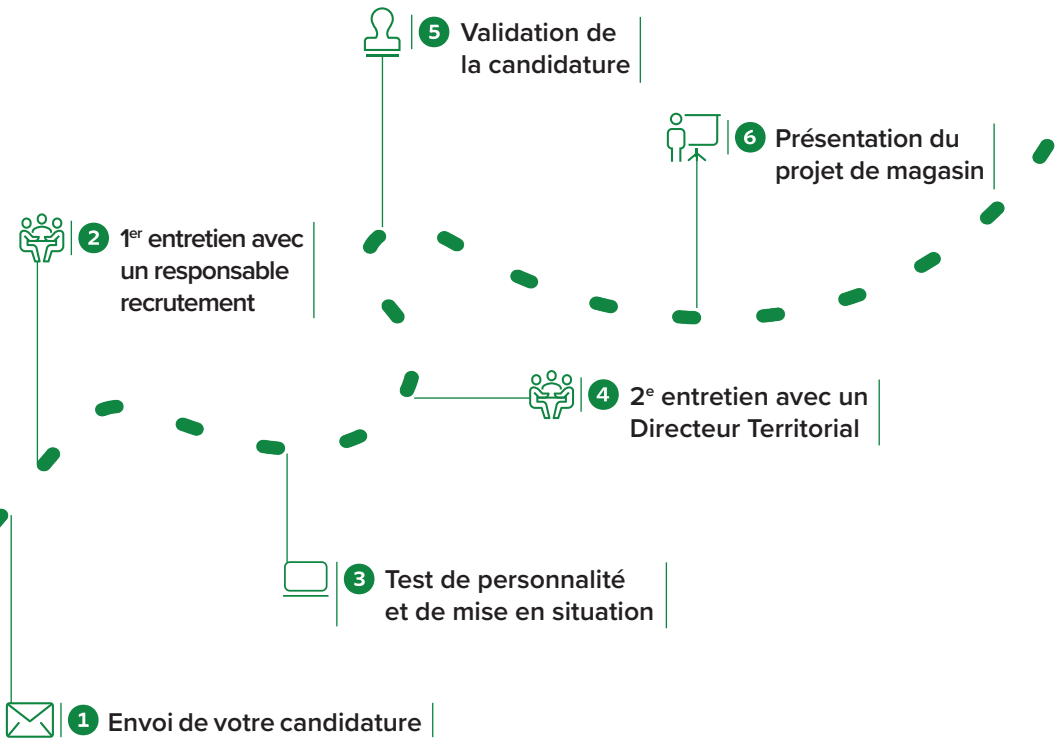 1 Envoi de votre candidature
2 1er entretien avec
un responsable
recrutement
3 Test de personnalité
et de mise en situation
4 2e entretien avec un
Directeur Territorial
5 Validation de
la candidature
6 Présentation du
projet de magasin